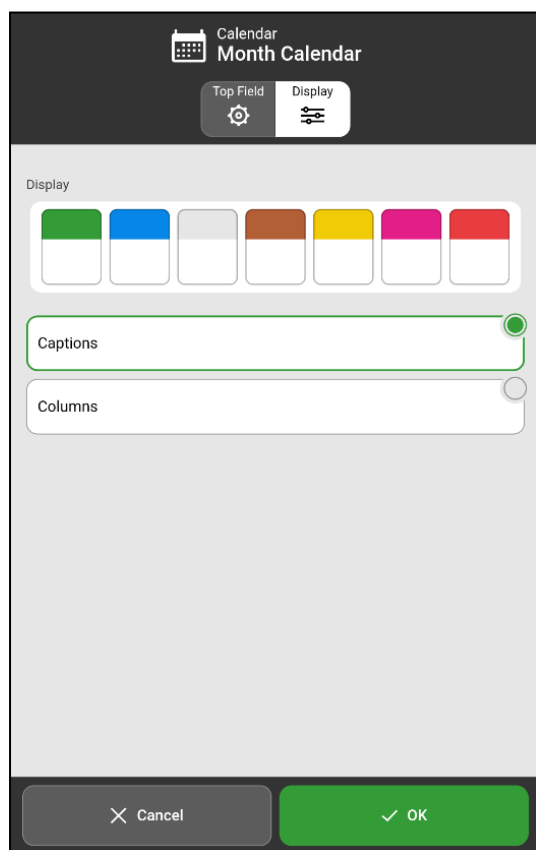 Calendar
Month Calendar
Top Field
Display
Display
Captions
Columns
Cancel
OK